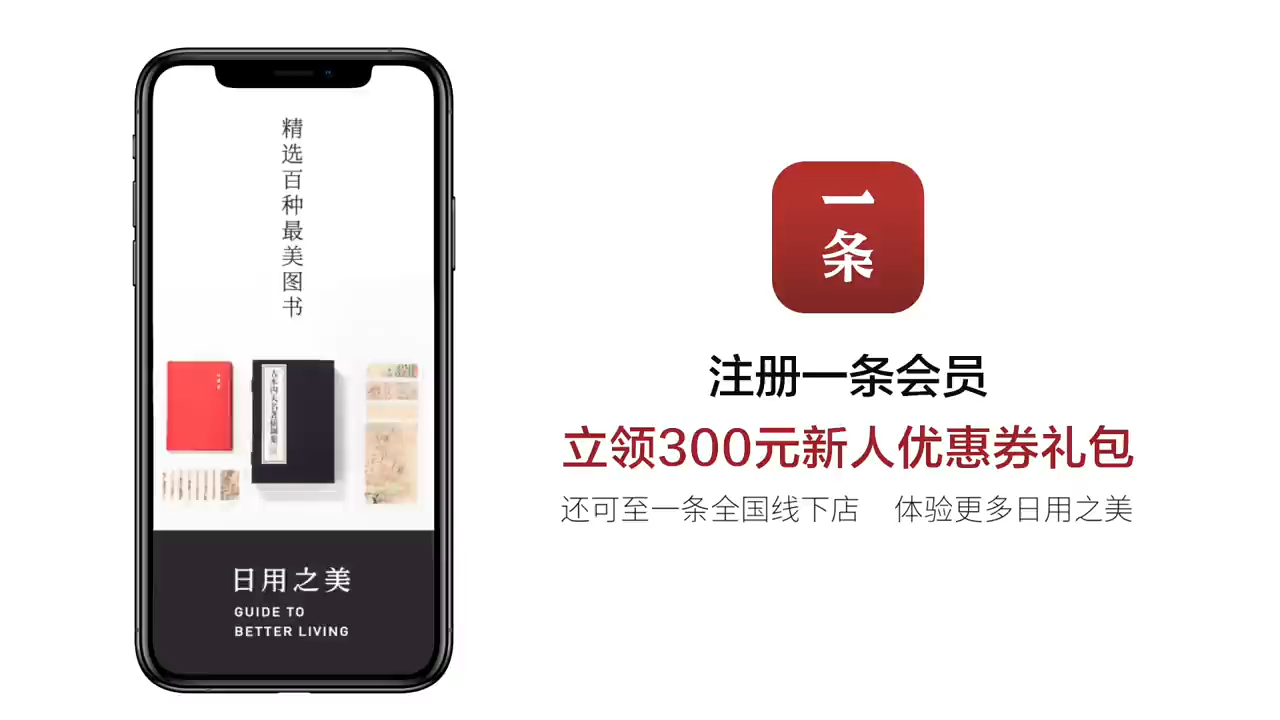 精选百种最美图书
日用之美
GUIDE TO
BETTER LIVING
一条
注册一条会员
立领300元新人优惠券礼包
还可至一条全国线下店 体验更多日用之美